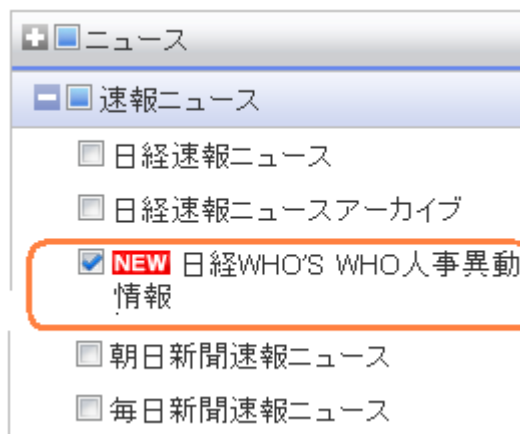 ニュース
速報ニュース
日経速報ニュース
日経速報ニュースアーカイブ
NEW 日経WHO'S WHO人事異動
情報
朝日新聞速報ニュース
毎日新聞速報ニュース